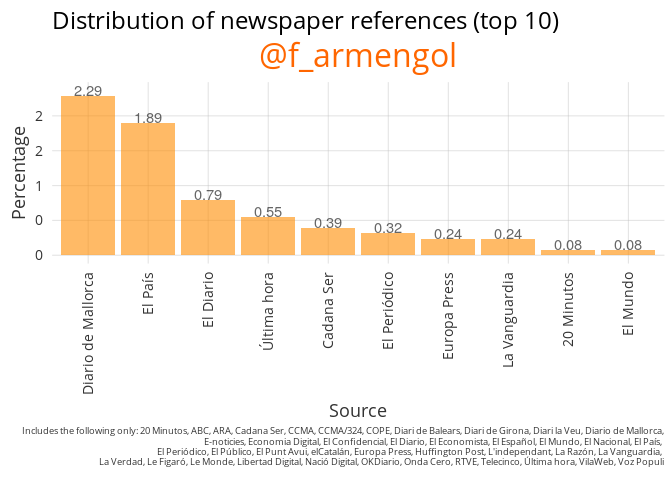 Distribution of newspaper references (top 10)
@f_armengol
Percentage
2
2
1
0
0
2.29
1.89
0.79
0.55
0.39
0.32
0.24
0.24
0.08
0.08
Diario de Mallorca
El País
El Diario
Última hora
Cadana Ser
El Periódico
Europa Press
La Vanguardia
20 Minutos
El Mundo
Source
Includes the following only: 20 Minutos, ABC, ARA, Cadana Ser, CCMA, CCMA/324, COPE, Diari de Balears, Diari de Girona, Diari la Veu, Diario de Mallorca,
E-noticies, Economia Digital, El Confidencial, El Diario, El Economista, El Español, El Mundo, El Nacional, El País,
El Periódico, El Público, El Punt Avui, elCatalán, Europa Press, Huffington Post, L'independant, La Razón, La Vanguardia,
La Verdad, Le Figaró, Le Monde, Libertad Digital, Nació Digital, OKDiario, Onda Cero, RTVE, Telecinco, Última hora, VilaWeb, Voz Populi